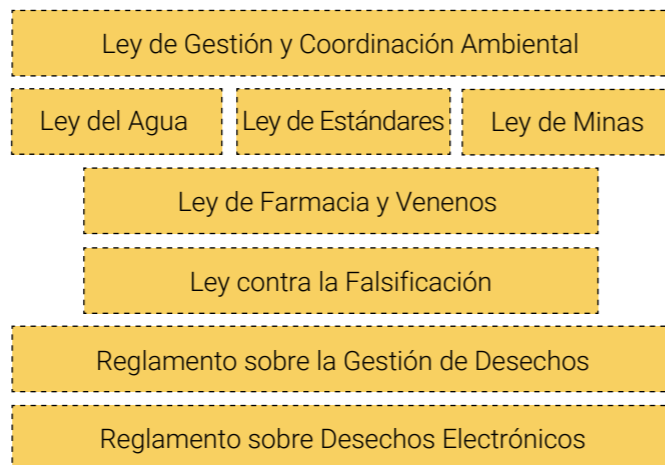 Ley de Gestión y Coordinación Ambiental
Ley del Agua
Ley de Estándares
Ley de Minas
Ley de Farmacia y Venenos
Ley contra la Falsificación
Reglamento sobre la Gestión de Desechos
Reglamento sobre Desechos Electrónicos